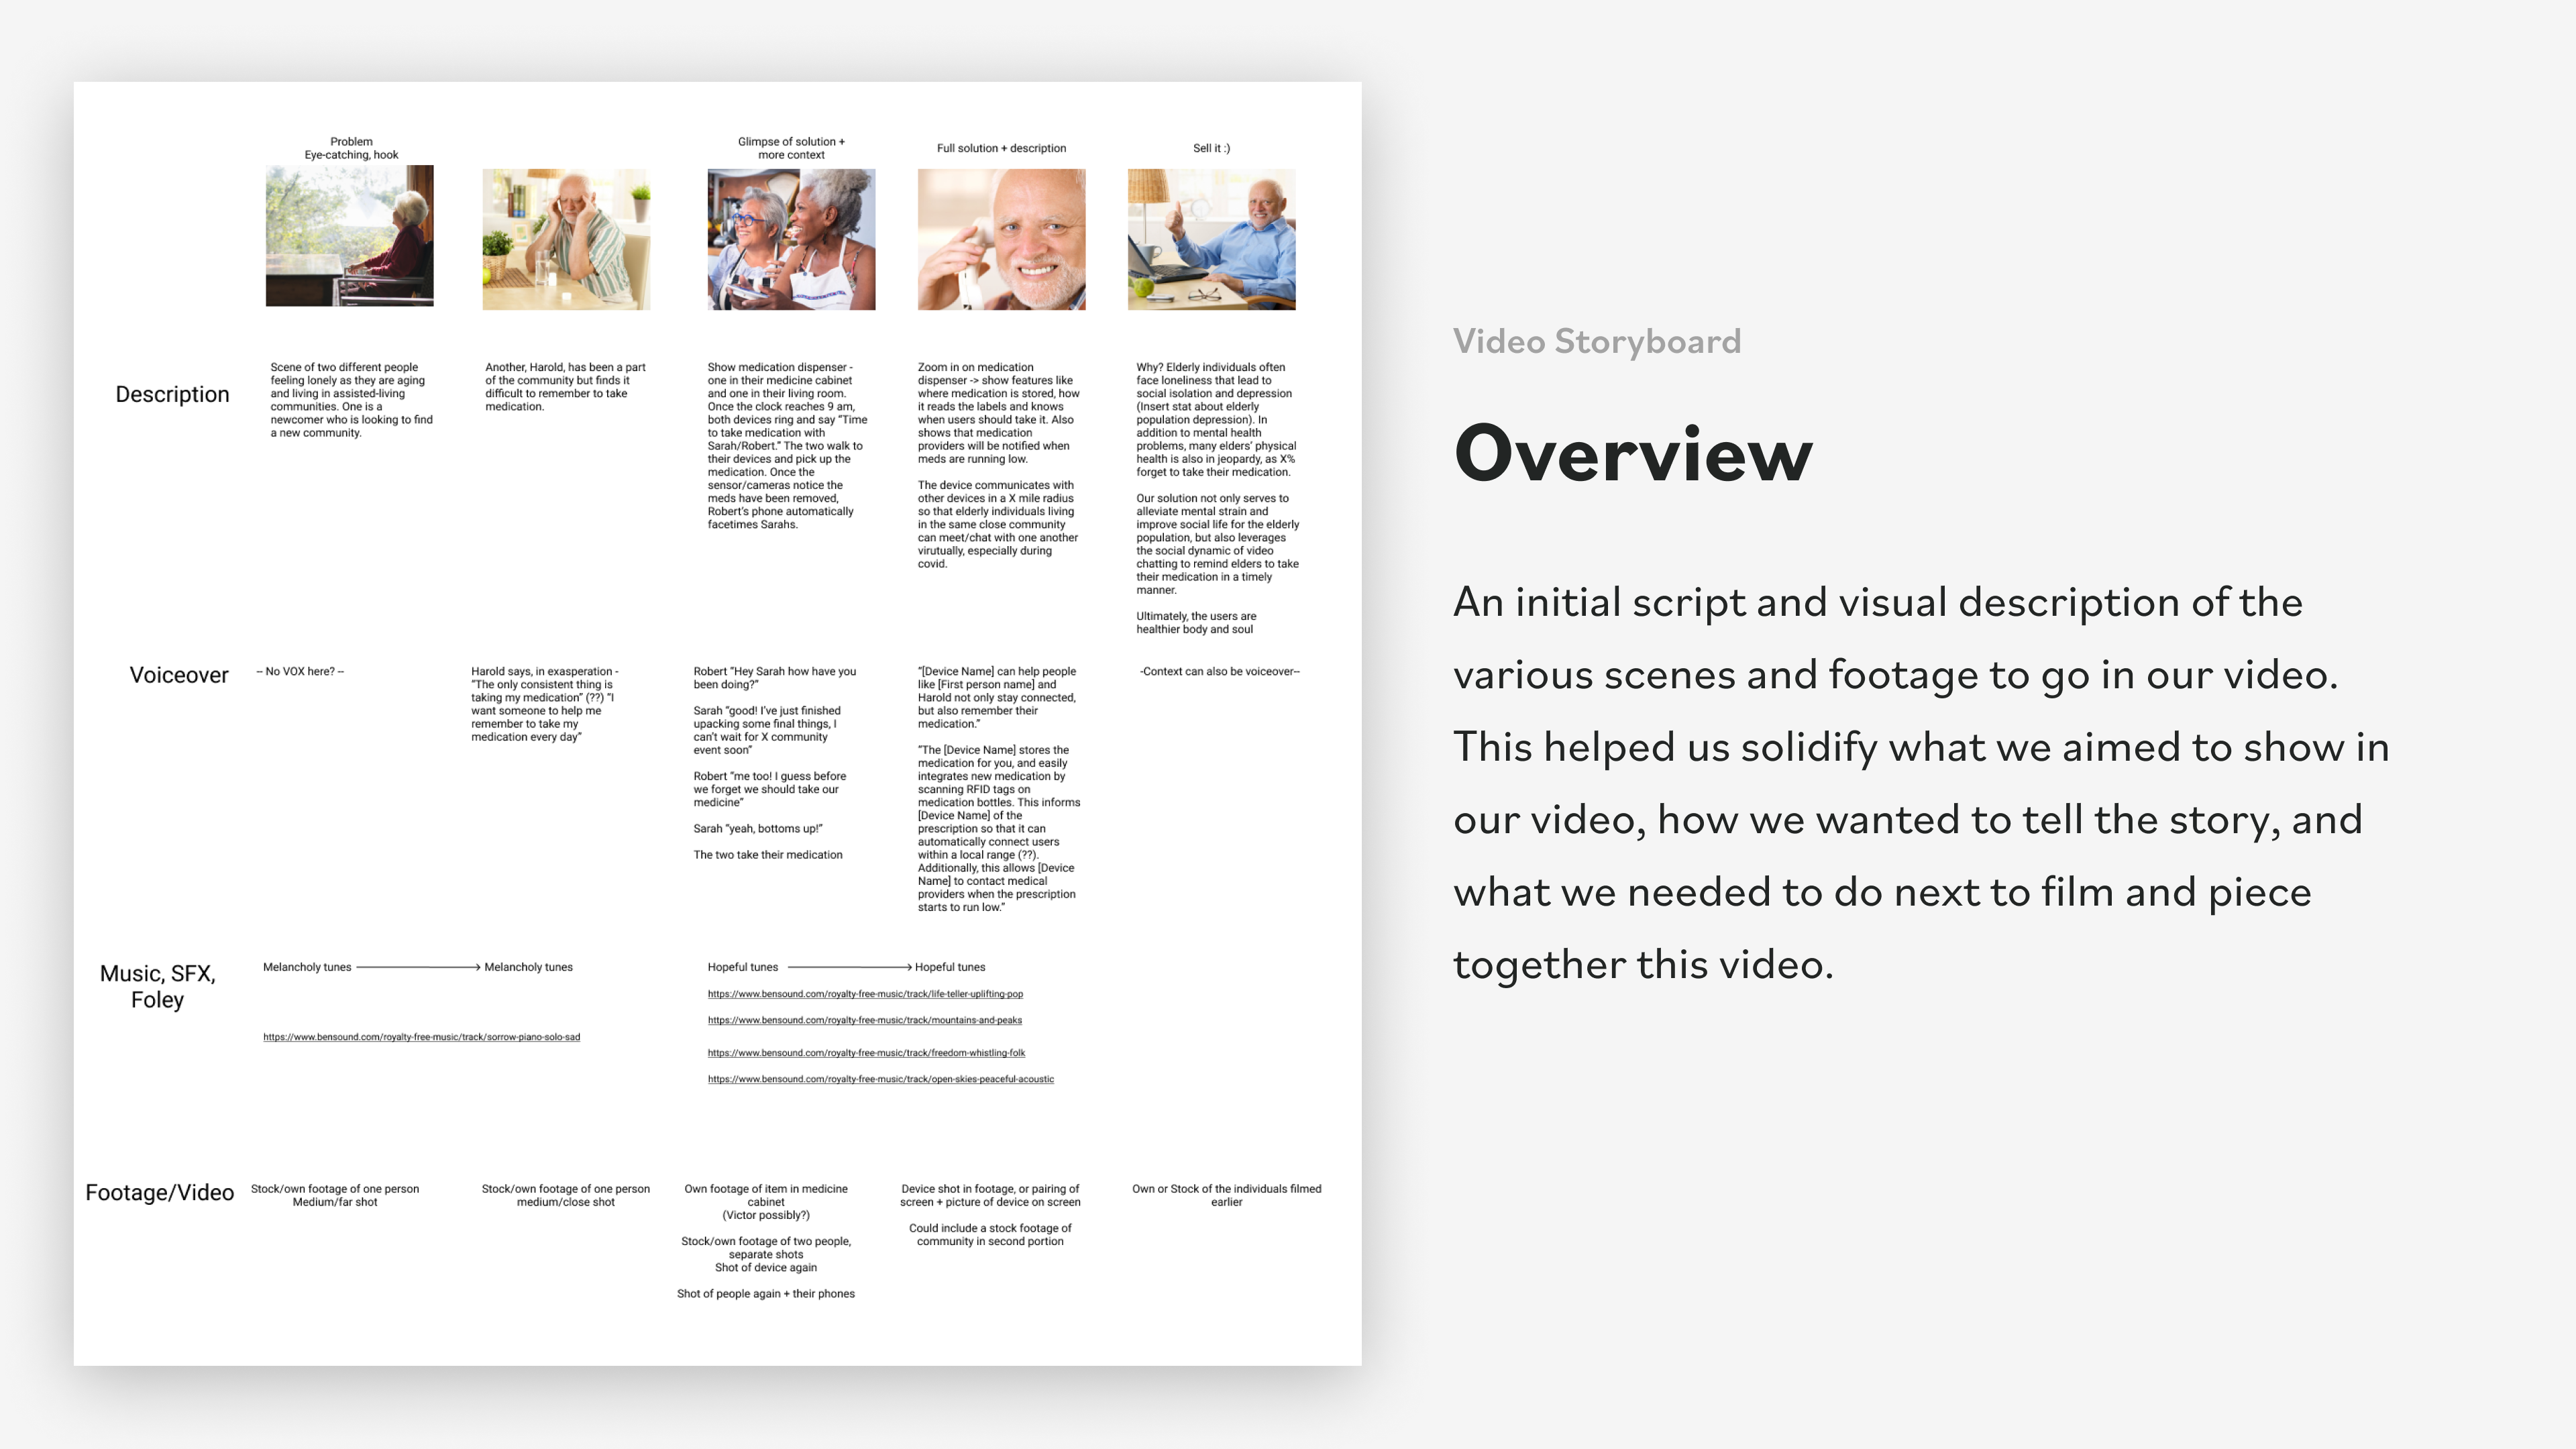 Problem
Eye-catching, hook
Glimpse of solution +
more context
Full solution + description
Sell it :)
Description
Scene of two different people
feeling lonely as they are aging
and living in assisted-living
communities. One is a
newcomer who is looking to find
a new community.
Another, Harold, has been a part
of the community but finds it
difficult to remember to take
medication.
Show medication dispenser -
one in their medicine cabinet
and one in their living room.
Once the clock reaches 9 am,
both devices ring and say “Time
to take medication with
Sarah/Robert.” The two walk to
their devices and pick up the
medication. Once the
sensor/cameras notice the
meds have been removed,
Robert’s phone automatically
facetimes Sarahs.
Zoom in on medication
dispenser -> show features like
where medication is stored, how
it reads the labels and knows
when users should take it. Also
shows that medication
providers will be notified when
meds are running low.
The device communicates with
other devices in a X mile radius
so that elderly individuals living
in the same close community
can meet/chat with one another
virutually, especially during
covid.
Why? Elderly individuals often
face loneliness that lead to
social isolation and depression
(Insert stat about elderly
population depression). In
addition to mental health
problems, many elders’ physical
health is also in jeopardy, as X%
forget to take their medication.
Our solution not only serves to
alleviate mental strain and
improve social life for the elderly
population, but also leverages
the social dynamic of video
chatting to remind elders to take
their medication in a timely
manner.
Ultimately, the users are
healthier body and soul
Voiceover
-- No VOX here? --
Harold says, in exasperation -
“The only consistent thing is
taking my medication” (??) “I
want someone to help me
remember to take my
medication every day”
Robert “Hey Sarah how have you
been doing?”
Sarah “good! I’ve just finished
upacking some final things, I
can’t wait for X community
event soon”
Robert “me too! I guess before
we forget we should take our
medicine”
Sarah “yeah, bottoms up!”
The two take their medication
“[Device Name] can help people
like [First person name] and
Harold not only stay connected,
but also remember their
medication.”
“The [Device Name] stores the
medication for you, and easily
integrates new medication by
scanning RFID tags on
medication bottles. This informs
[Device Name] of the
prescription so that it can
automatically connect users
within a local range (??).
Additionally, this allows [Device
Name] to contact medical
providers when the prescription
starts to run low.”
-Context can also be voiceover--
Music, SFX,
Foley
Melancholy tunes
Melancholy tunes
https://www.bensound.com/royalty-free-music/track/sorrow-piano-solo-sad
Hopeful tunes
Hopeful tunes
https://www.bensound.com/royalty-free-music/track/life-teller-uplifting-pop
https://www.bensound.com/royalty-free-music/track/mountains-and-peaks
https://www.bensound.com/royalty-free-music/track/freedom-whistling-folk
https://www.bensound.com/royalty-free-music/track/open-skies-peaceful-acoustic
Footage/Video
Stock/own footage of one person
Medium/far shot
Stock/own footage of one person
medium/close shot
Own footage of item in medicine
cabinet
(Victor possibly?)
Stock/own footage of two people,
separate shots
Shot of device again
Shot of people again + their phones
Device shot in footage, or pairing of
screen + picture of device on screen
Could include a stock footage of
community in second portion
Own or Stock of the individuals filmed
earlier
Video Storyboard
Overview
An initial script and visual description of the
various scenes and footage to go in our video.
This helped us solidify what we aimed to show in
our video, how we wanted to tell the story, and
what we needed to do next to film and piece
together this video.